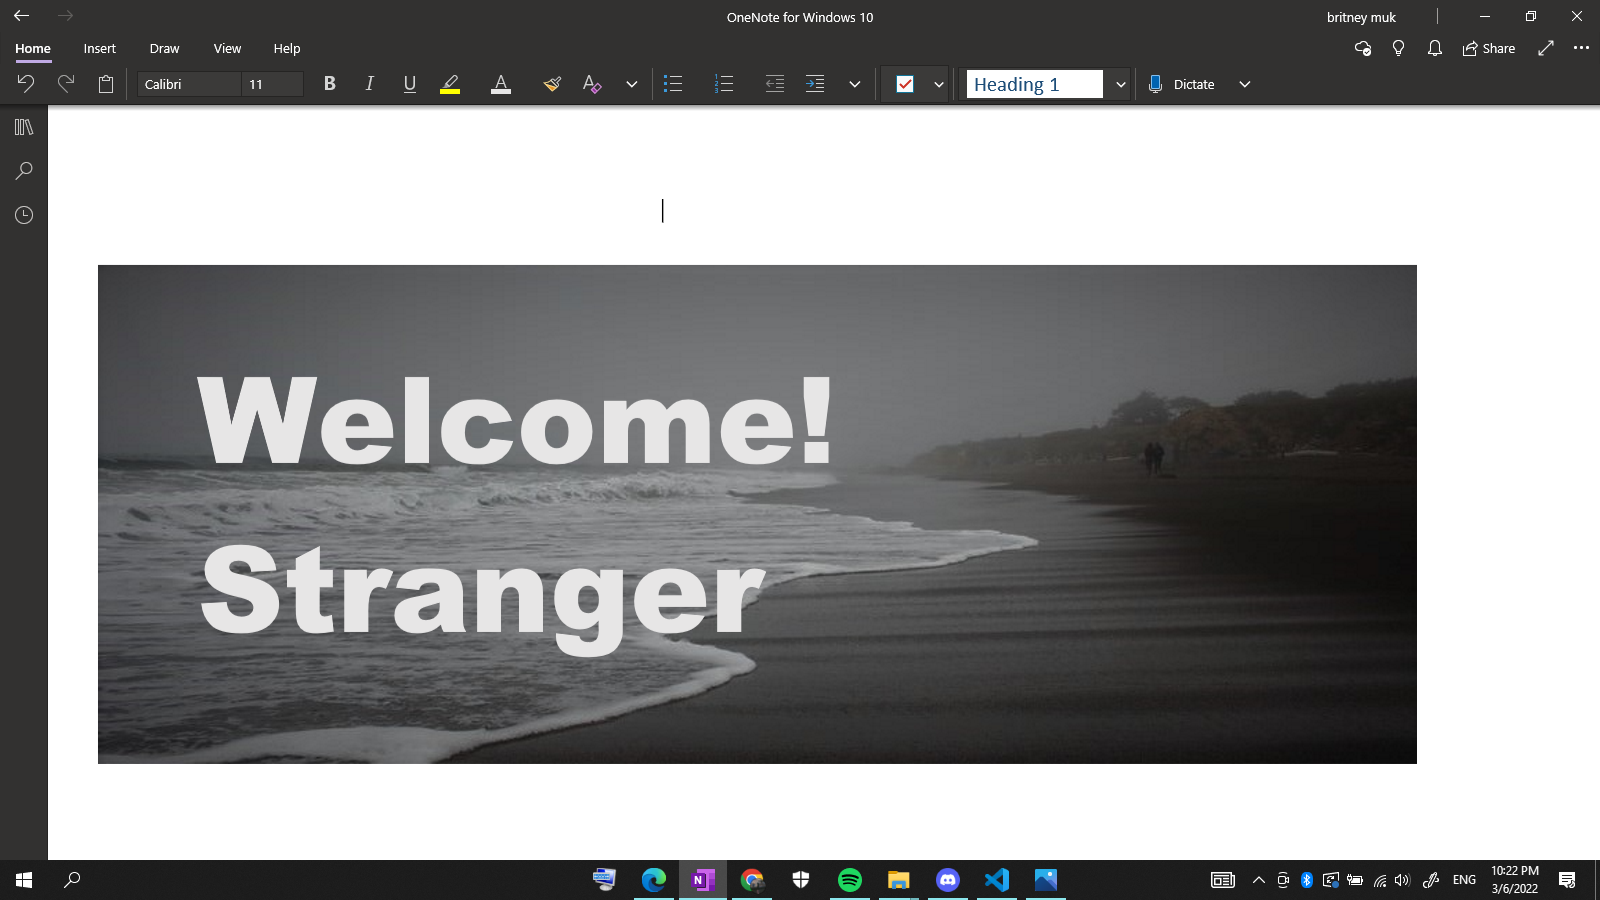 OneNote for Windows 10
britney muk
Home Insert Draw View Help
Share
Calibri 11 B I U A A Heading 1 Dictate
Welcome!
Stranger
ENG
10:22 PM
3/6/2022